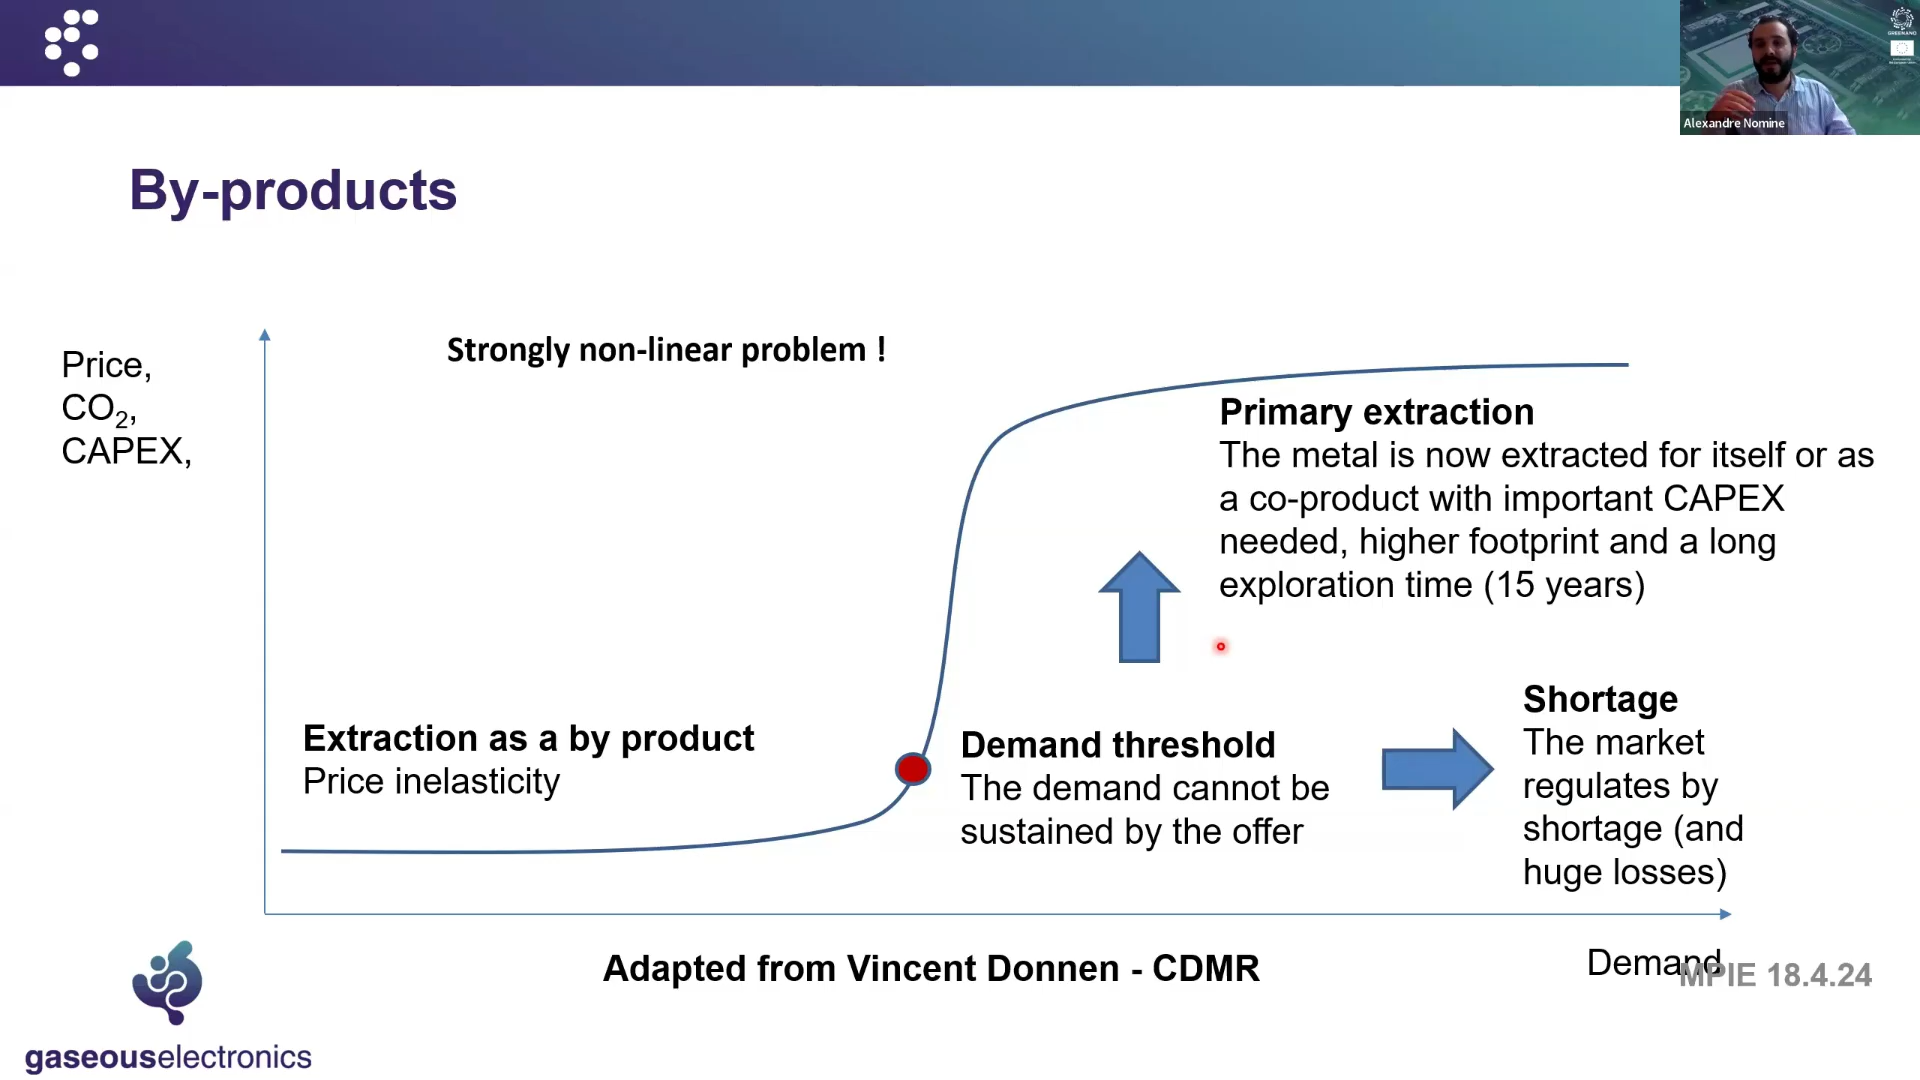 Alexandre Nomine
By-products
Strongly non-linear problem !
Price,
CO₂,
CAPEX,
Primary extraction
The metal is now extracted for itself or as
a co-product with important CAPEX
needed, higher footprint and a long
exploration time (15 years)
Extraction as a by product
Price inelasticity
Demand threshold
The demand cannot be
sustained by the offer
Shortage
The market
regulates by
shortage (and
huge losses)
Demand
Adapted from Vincent Donnen - CDMR
MPIE 18.4.24
gaseouselectronics